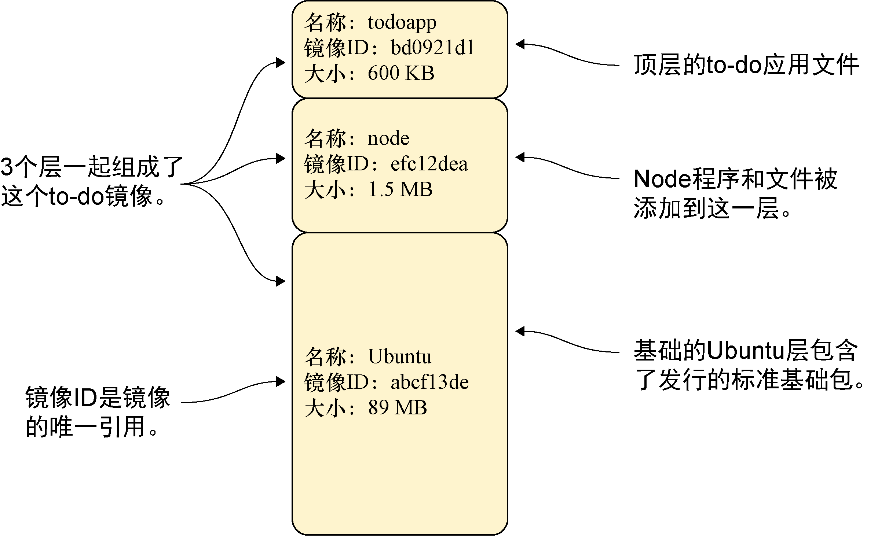 名称：todoapp
镜像ID：bd0921d1
大小：600 KB
顶层的to-do应用文件
3个层一起组成了
这个to-do镜像。
名称：node
镜像ID：efc12dea
大小：1.5 MB
Node程序和文件被
添加到这一层。
名称：Ubuntu
镜像ID：abcf13de
大小：89 MB
基础的Ubuntu层包含
了发行的标准基础包。
镜像ID是镜像
的唯一引用。